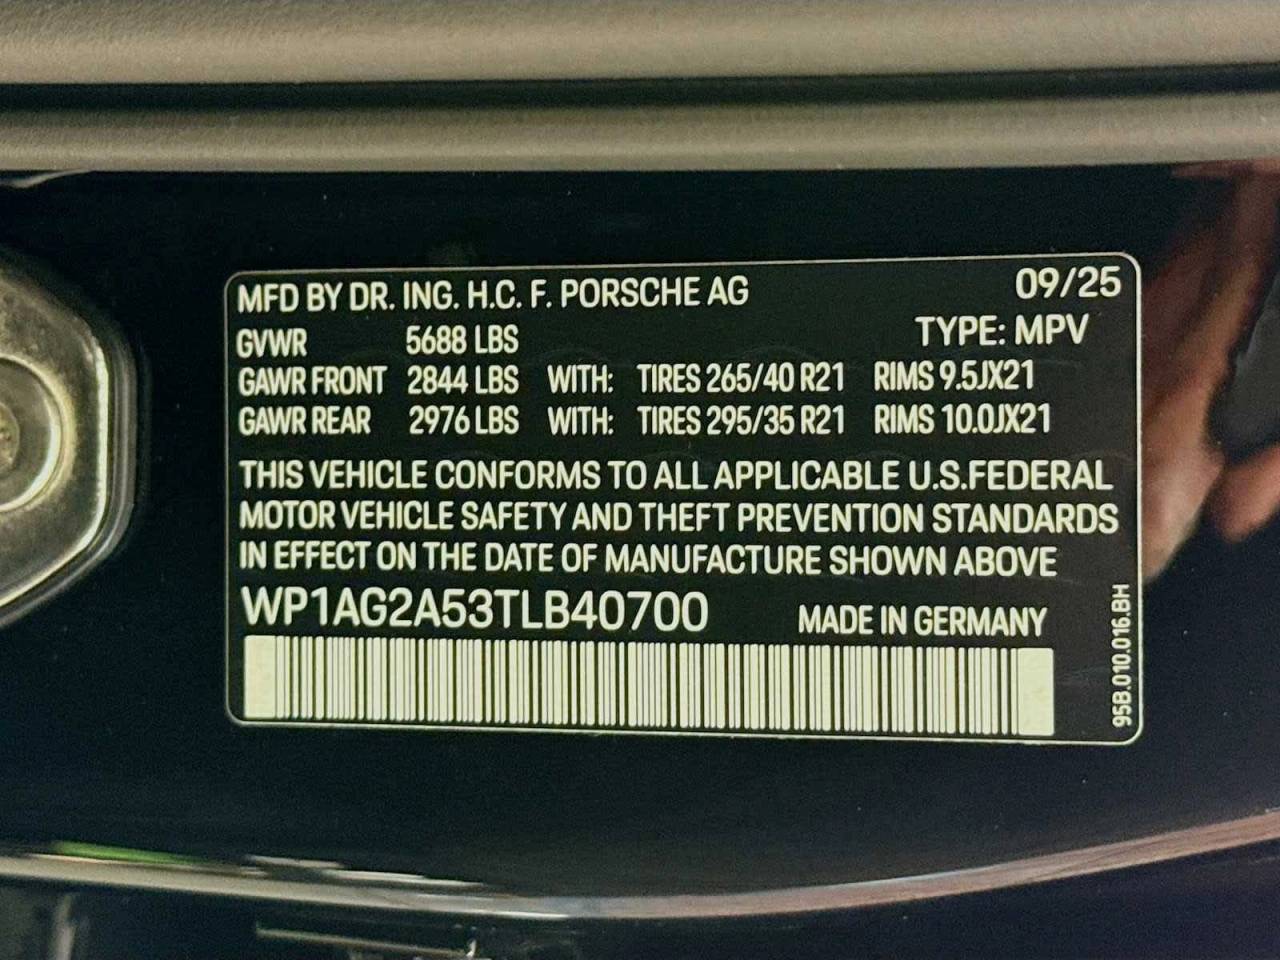 MFD BY DR. ING. H.C. F. PORSCHE AG 09/25
GVWR 5688 LBS TYPE: MPV
GAWR FRONT 2844 LBS WITH: TIRES 265/40 R21 RIMS 9.5JX21
GAWR REAR 2976 LBS WITH: TIRES 295/35 R21 RIMS 10.0JX21
THIS VEHICLE CONFORMS TO ALL APPLICABLE U.S.FEDERAL
MOTOR VEHICLE SAFETY AND THEFT PREVENTION STANDARDS
IN EFFECT ON THE DATE OF MANUFACTURE SHOWN ABOVE
WP1AG2A53TLB40700 MADE IN GERMANY
95B.010.016.BH